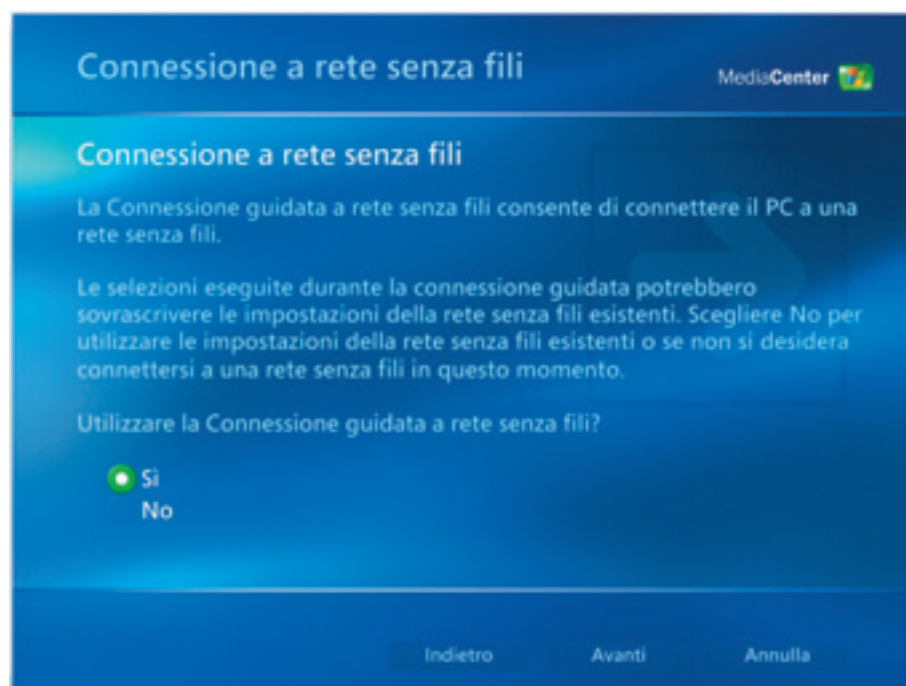 Connessione a rete senza fili
MediaCenter
Connessione a rete senza fili
La Connessione guidata a rete senza fili consente di connettere il PC a una
rete senza fili.
Le selezioni eseguite durante la connessione guidata potrebbero
sovrascrivere le impostazioni della rete senza fili esistenti. Scegliere No per
utilizzare le impostazioni della rete senza fili esistenti o se non si desidera
connettersi a una rete senza fili in questo momento.
Utilizzare la Connessione guidata a rete senza fili?
Sì
No
Indietro Avanti Annulla